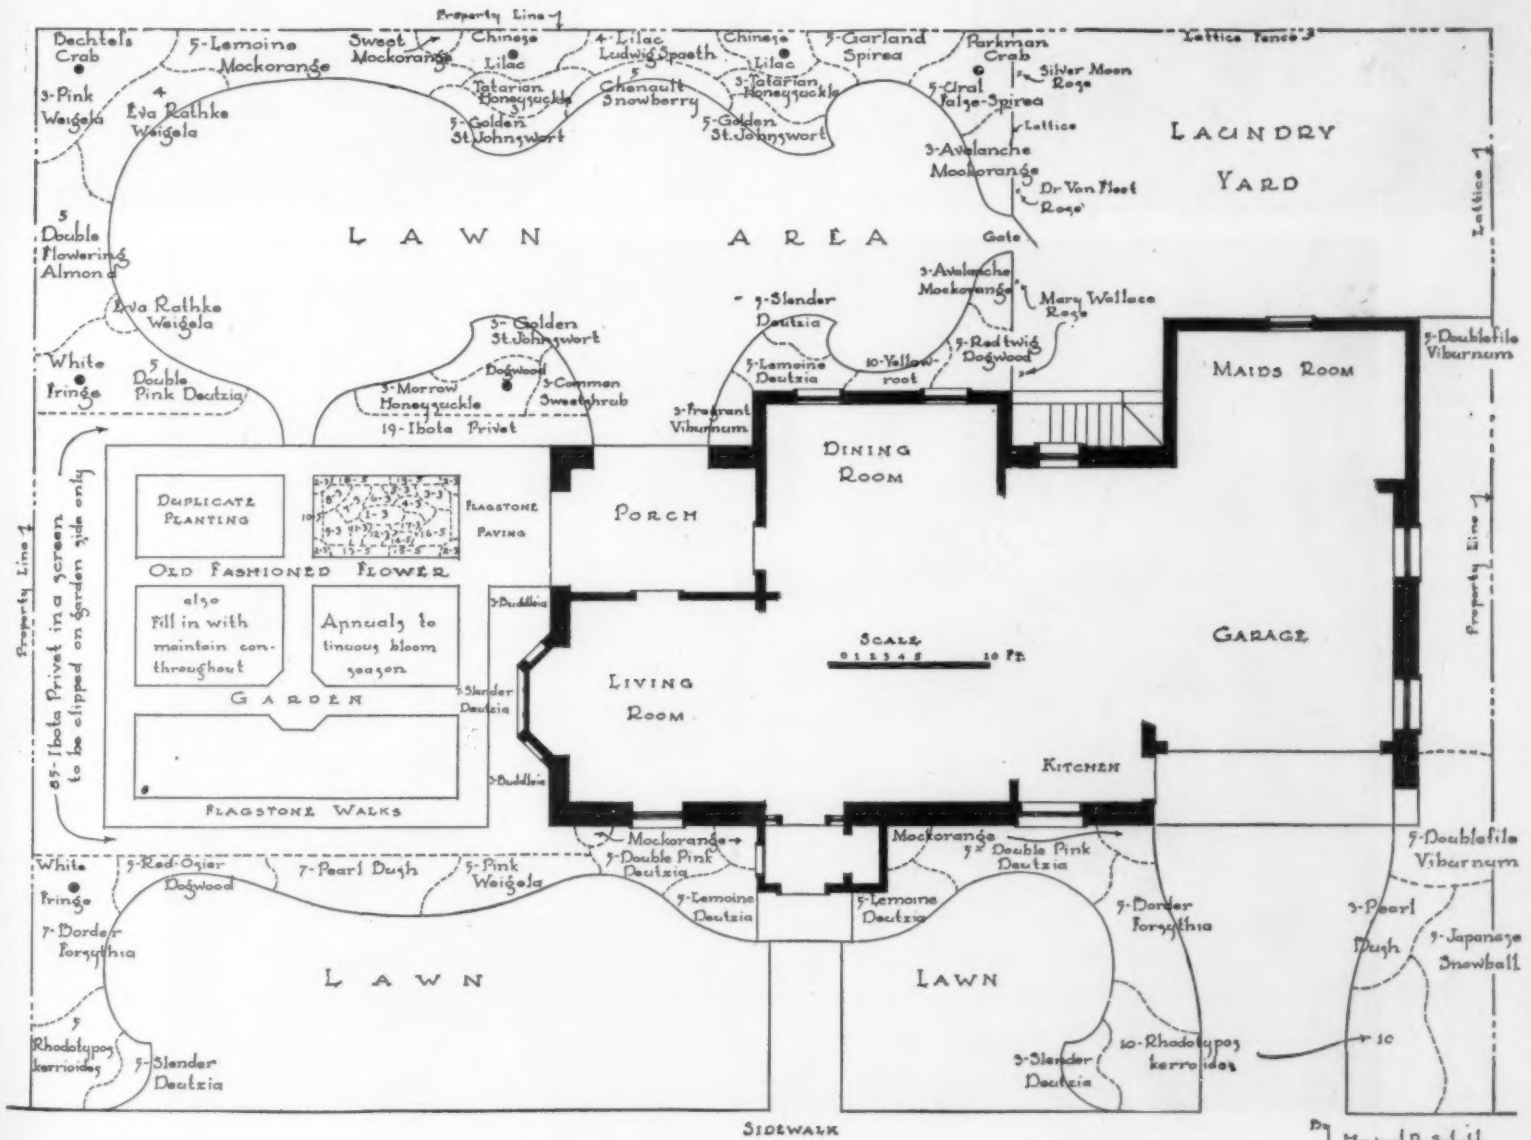 Property Line
Bechtel's
Crab
5-Lemoine
Mockorange
Sweet
Mockorange
Chinese
Lilac
4-Lilac
Ludwig Spaeth
Chinese
Lilac
5-Garland
Spirea
Parkman
Crab
Lattice Fence
Silver Moon
Rose
3-Pink
Weigela
4
Eva Rathke
Weigela
Tatarian
Honeysuckle
3
5
Chenault
Snowberry
3-Tatarian
Honeysuckle
5-Ural
False-Spirea
5-Golden
St. Johnswort
5-Golden
St. Johnswort
Lattice
3-Avalanche
Mockorange
LAUNDRY
YARD
Lattice
Dr Van Fleet
Rose
5
Double
Flowering
Almond
LAWN AREA
Gate
3-Avalanche
Mockorange
Mary Wallace
Rose
Eva Rathke
Weigela
3-Golden
St. Johnswort
5-Slender
Deutzia
5-Redtwig
Dogwood
5-Doublefile
Viburnum
White
Fringe
5
Double
Pink Deutzia
Dogwood
3-Morrow
Honeysuckle
3-Common
Sweetshrub
5-Lemoine
Deutzia
10-Yellow-
root
MAIDS ROOM
19-Ibota Privet
3-Fragrant
Viburnum
DINING
ROOM
DUPLICATE
PLANTING
FLAGSTONE
PAVING
PORCH
Property Line
85-Ibota Privet in a screen
to be clipped on garden side only
Property Line
OLD FASHIONED FLOWER
also
Fill in with
maintain con-
throughout
Annuals to
tinuous bloom
season
3-Buddleia
SCALE
0 1 2 3 4 5 10 Ft.
GARAGE
LIVING
ROOM
GARDEN
7-Slender
Deutzia
KITCHEN
3-Buddleia
FLAGSTONE WALKS
Mockorange
5-Double Pink
Deutzia
Mockorange
5-Double Pink
Deutzia
5-Doublefile
Viburnum
White
Fringe
5-Red-Osier
Dogwood
7-Pearl Bush
5-Pink
Weigela
5-Lemoine
Deutzia
5-Lemoine
Deutzia
5-Border
Forsythia
3-Pearl
Bush
5-Japanese
Snowball
7-Border
Forsythia
LAWN
LAWN
5
Rhodotypos
kerrioides
5-Slender
Deutzia
3-Slender
Deutzia
10-Rhodotypos
kerroides
10
SIDEWALK
By